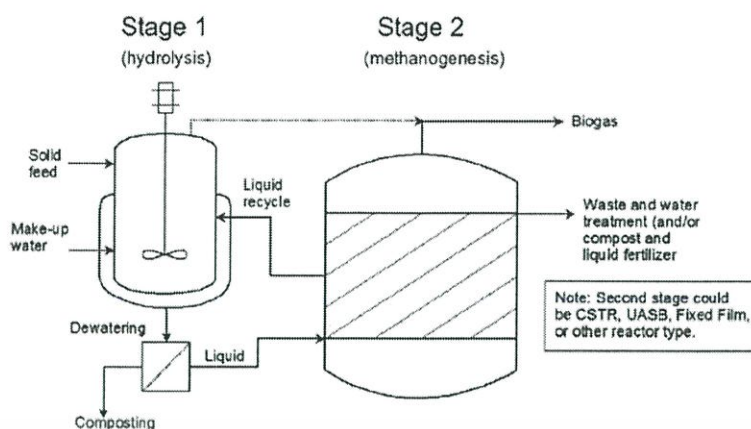 Stage 1
(hydrolysis)
Stage 2
(methanogenesis)
Biogas
Solid
feed
Liquid
recycle
Make-up
water
Waste and water
treatment (and/or
compost and
liquid fertilizer
Note: Second stage could
be CSTR, UASB, Fixed Film,
or other reactor type.
Dewatering
Liquid
Composting